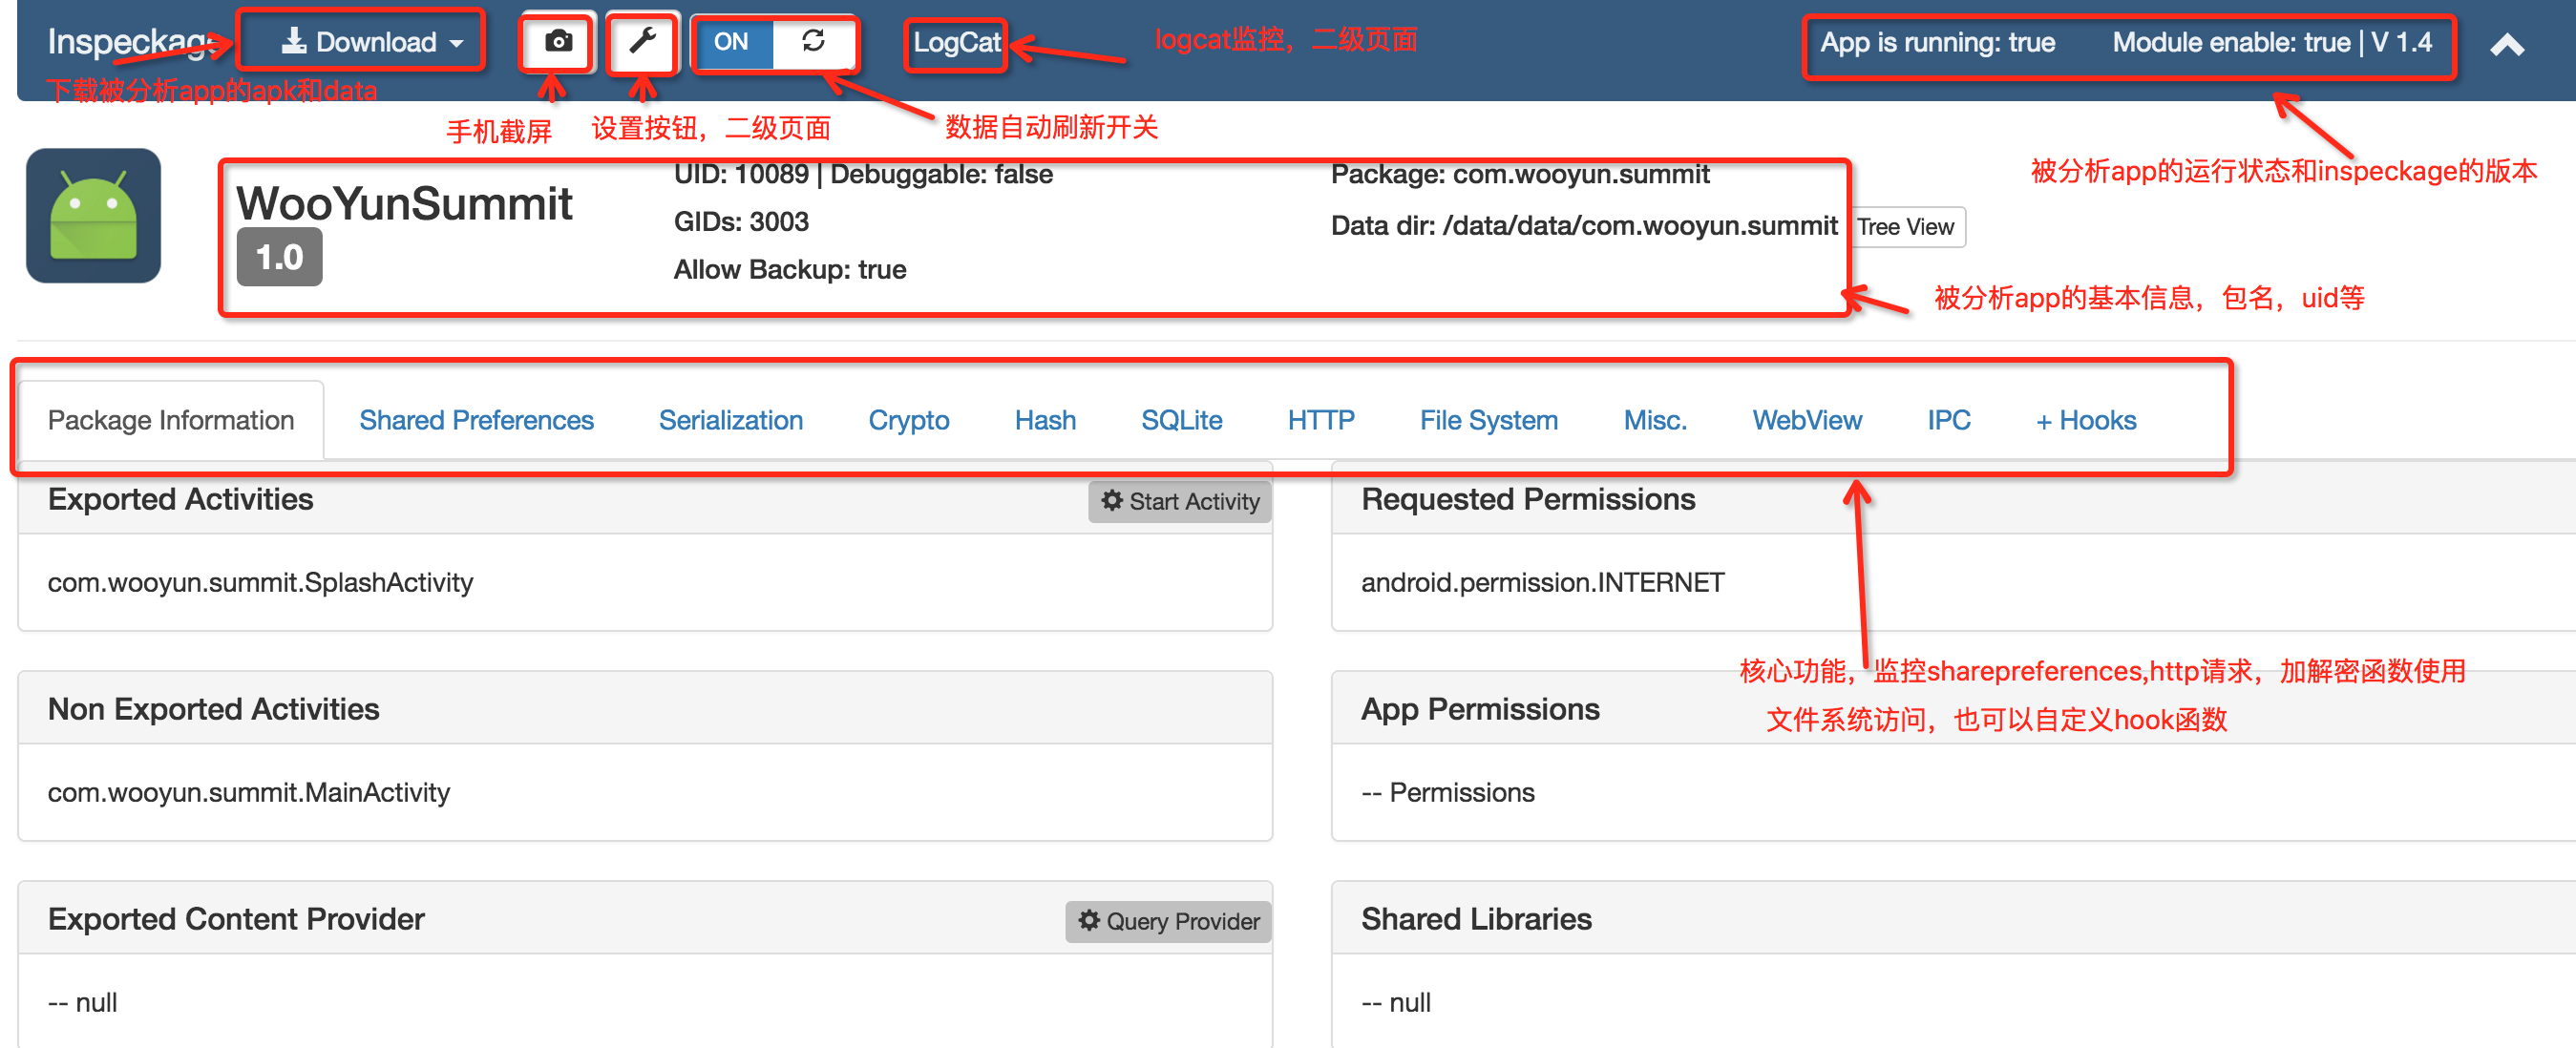 Inspeckage
Download
ON
LogCat
logcat监控，二级页面
App is running: true
Module enable: true | V 1.4
下载被分析app的apk和data
手机截屏
设置按钮，二级页面
数据自动刷新开关
被分析app的运行状态和inspeckage的版本
WooYunSummit
1.0
UID: 10089 | Debuggable: false
GIDs: 3003
Allow Backup: true
Package: com.wooyun.summit
Data dir: /data/data/com.wooyun.summit
Tree View
被分析app的基本信息，包名，uid等
Package Information
Shared Preferences
Serialization
Crypto
Hash
SQLite
HTTP
File System
Misc.
WebView
IPC
+ Hooks
Exported Activities
Start Activity
com.wooyun.summit.SplashActivity
Requested Permissions
android.permission.INTERNET
核心功能，监控sharepreferences,http请求，加解密函数使用
文件系统访问，也可以自定义hook函数
Non Exported Activities
com.wooyun.summit.MainActivity
App Permissions
-- Permissions
Exported Content Provider
Query Provider
-- null
Shared Libraries
-- null